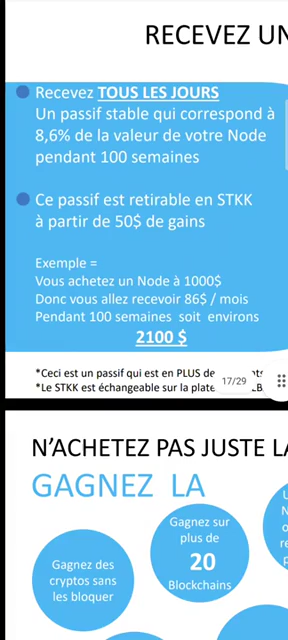 RECEVEZ UN
Recevez TOUS LES JOURS
Un passif stable qui correspond à
8,6% de la valeur de votre Node
pendant 100 semaines
Ce passif est retirable en STKK
à partir de 50$ de gains
Exemple =
Vous achetez un Node à 1000$
Donc vous allez recevoir 86$ / mois
Pendant 100 semaines soit environs
2100 $
*Ceci est un passif qui est en PLUS de
*Le STKK est échangeable sur la plate
17/29
N’ACHETEZ PAS JUSTE LA
GAGNEZ LA
Gagnez sur
plus de
20
Blockchains
Gagnez des
cryptos sans
les bloquer